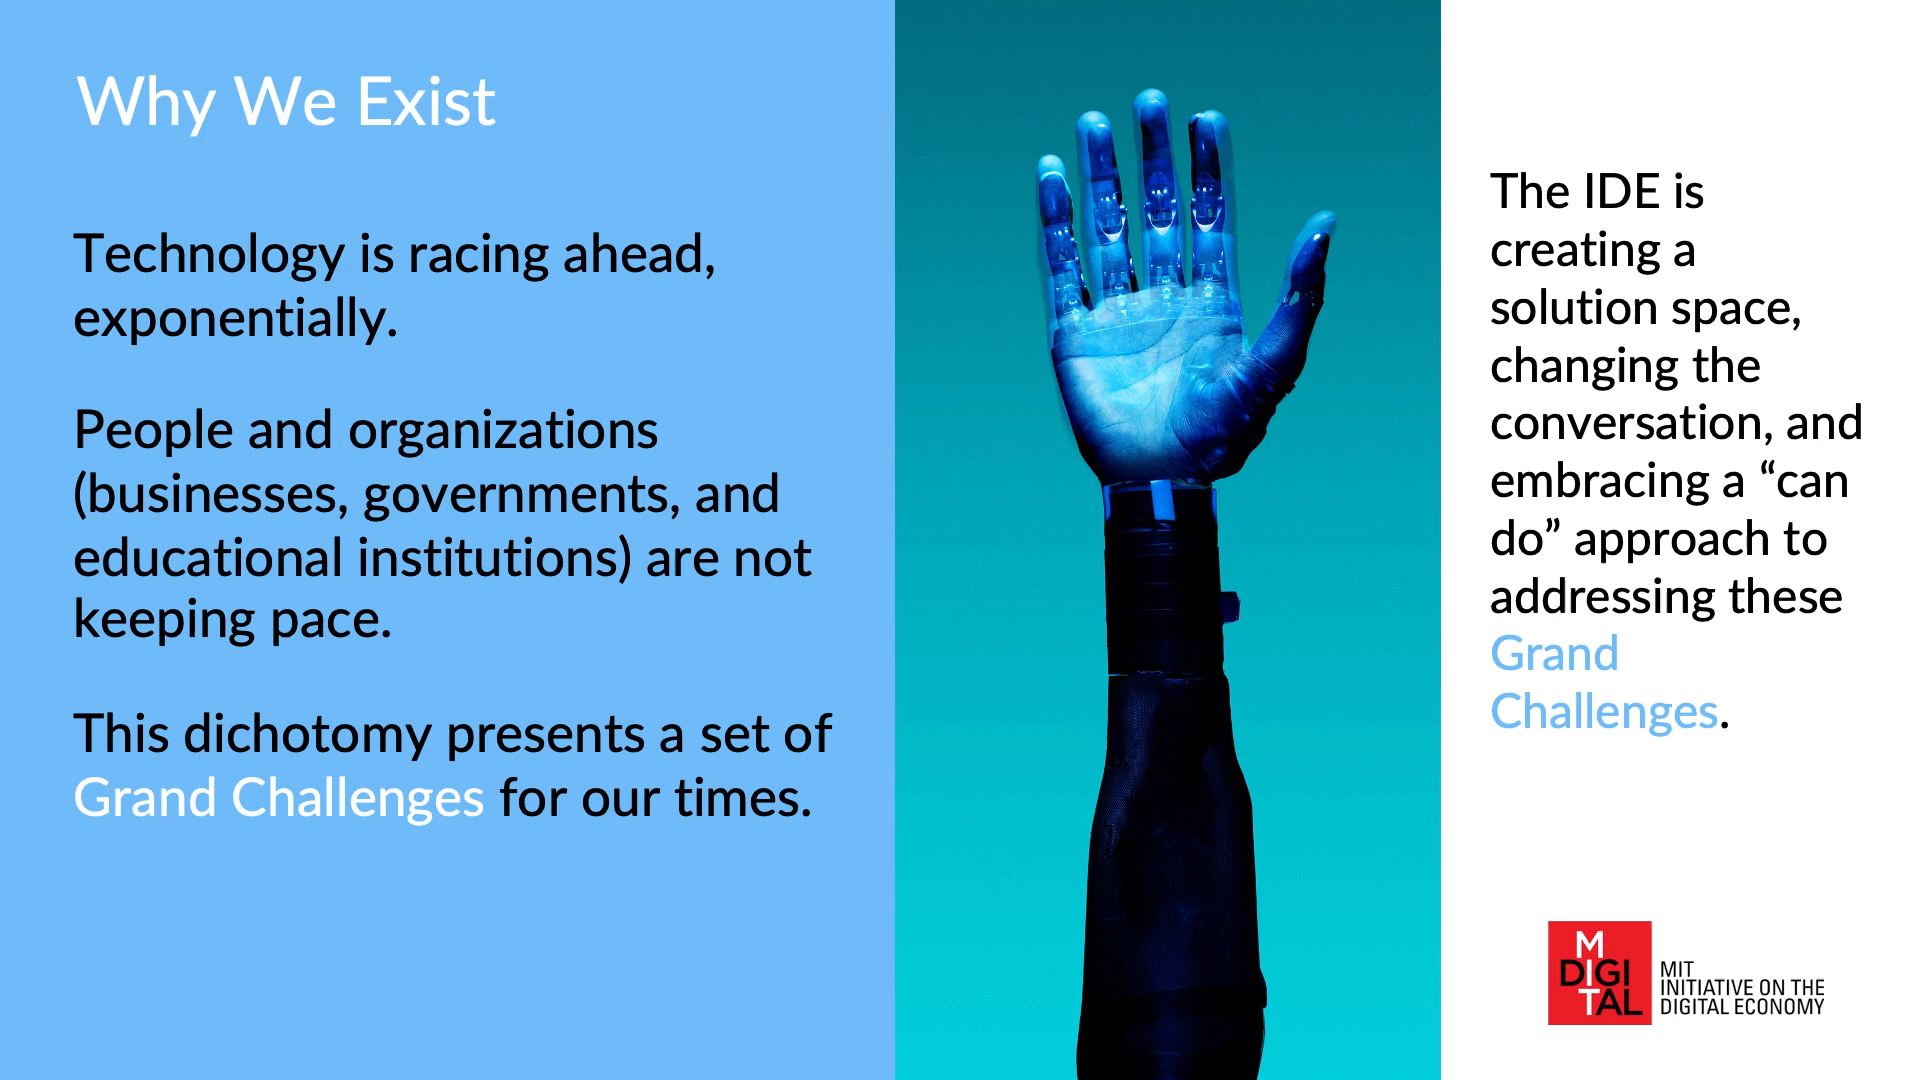 Why We Exist
Technology is racing ahead,
exponentially.
People and organizations
(businesses, governments, and
educational institutions) are not
keeping pace.
This dichotomy presents a set of
Grand Challenges for our times.
The IDE is
creating a
solution space,
changing the
conversation, and
embracing a “can
do” approach to
addressing these
Grand
Challenges.
M
DIGI
TAL
MIT
INITIATIVE ON THE
DIGITAL ECONOMY